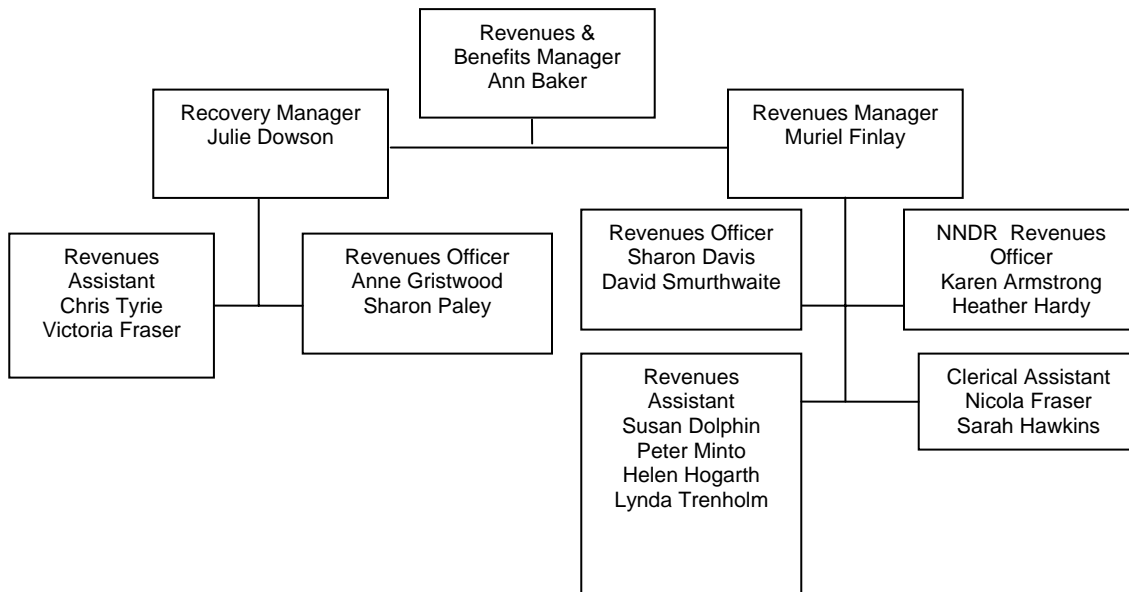 Revenues &
Benefits Manager
Ann Baker
Recovery Manager
Julie Dowson
Revenues Manager
Muriel Finlay
Revenues
Assistant
Chris Tyrie
Victoria Fraser
Revenues Officer
Anne Gristwood
Sharon Paley
Revenues Officer
Sharon Davis
David Smurthwaite
NNDR Revenues
Officer
Karen Armstrong
Heather Hardy
Revenues
Assistant
Susan Dolphin
Peter Minto
Helen Hogarth
Lynda Trenholm
Clerical Assistant
Nicola Fraser
Sarah Hawkins